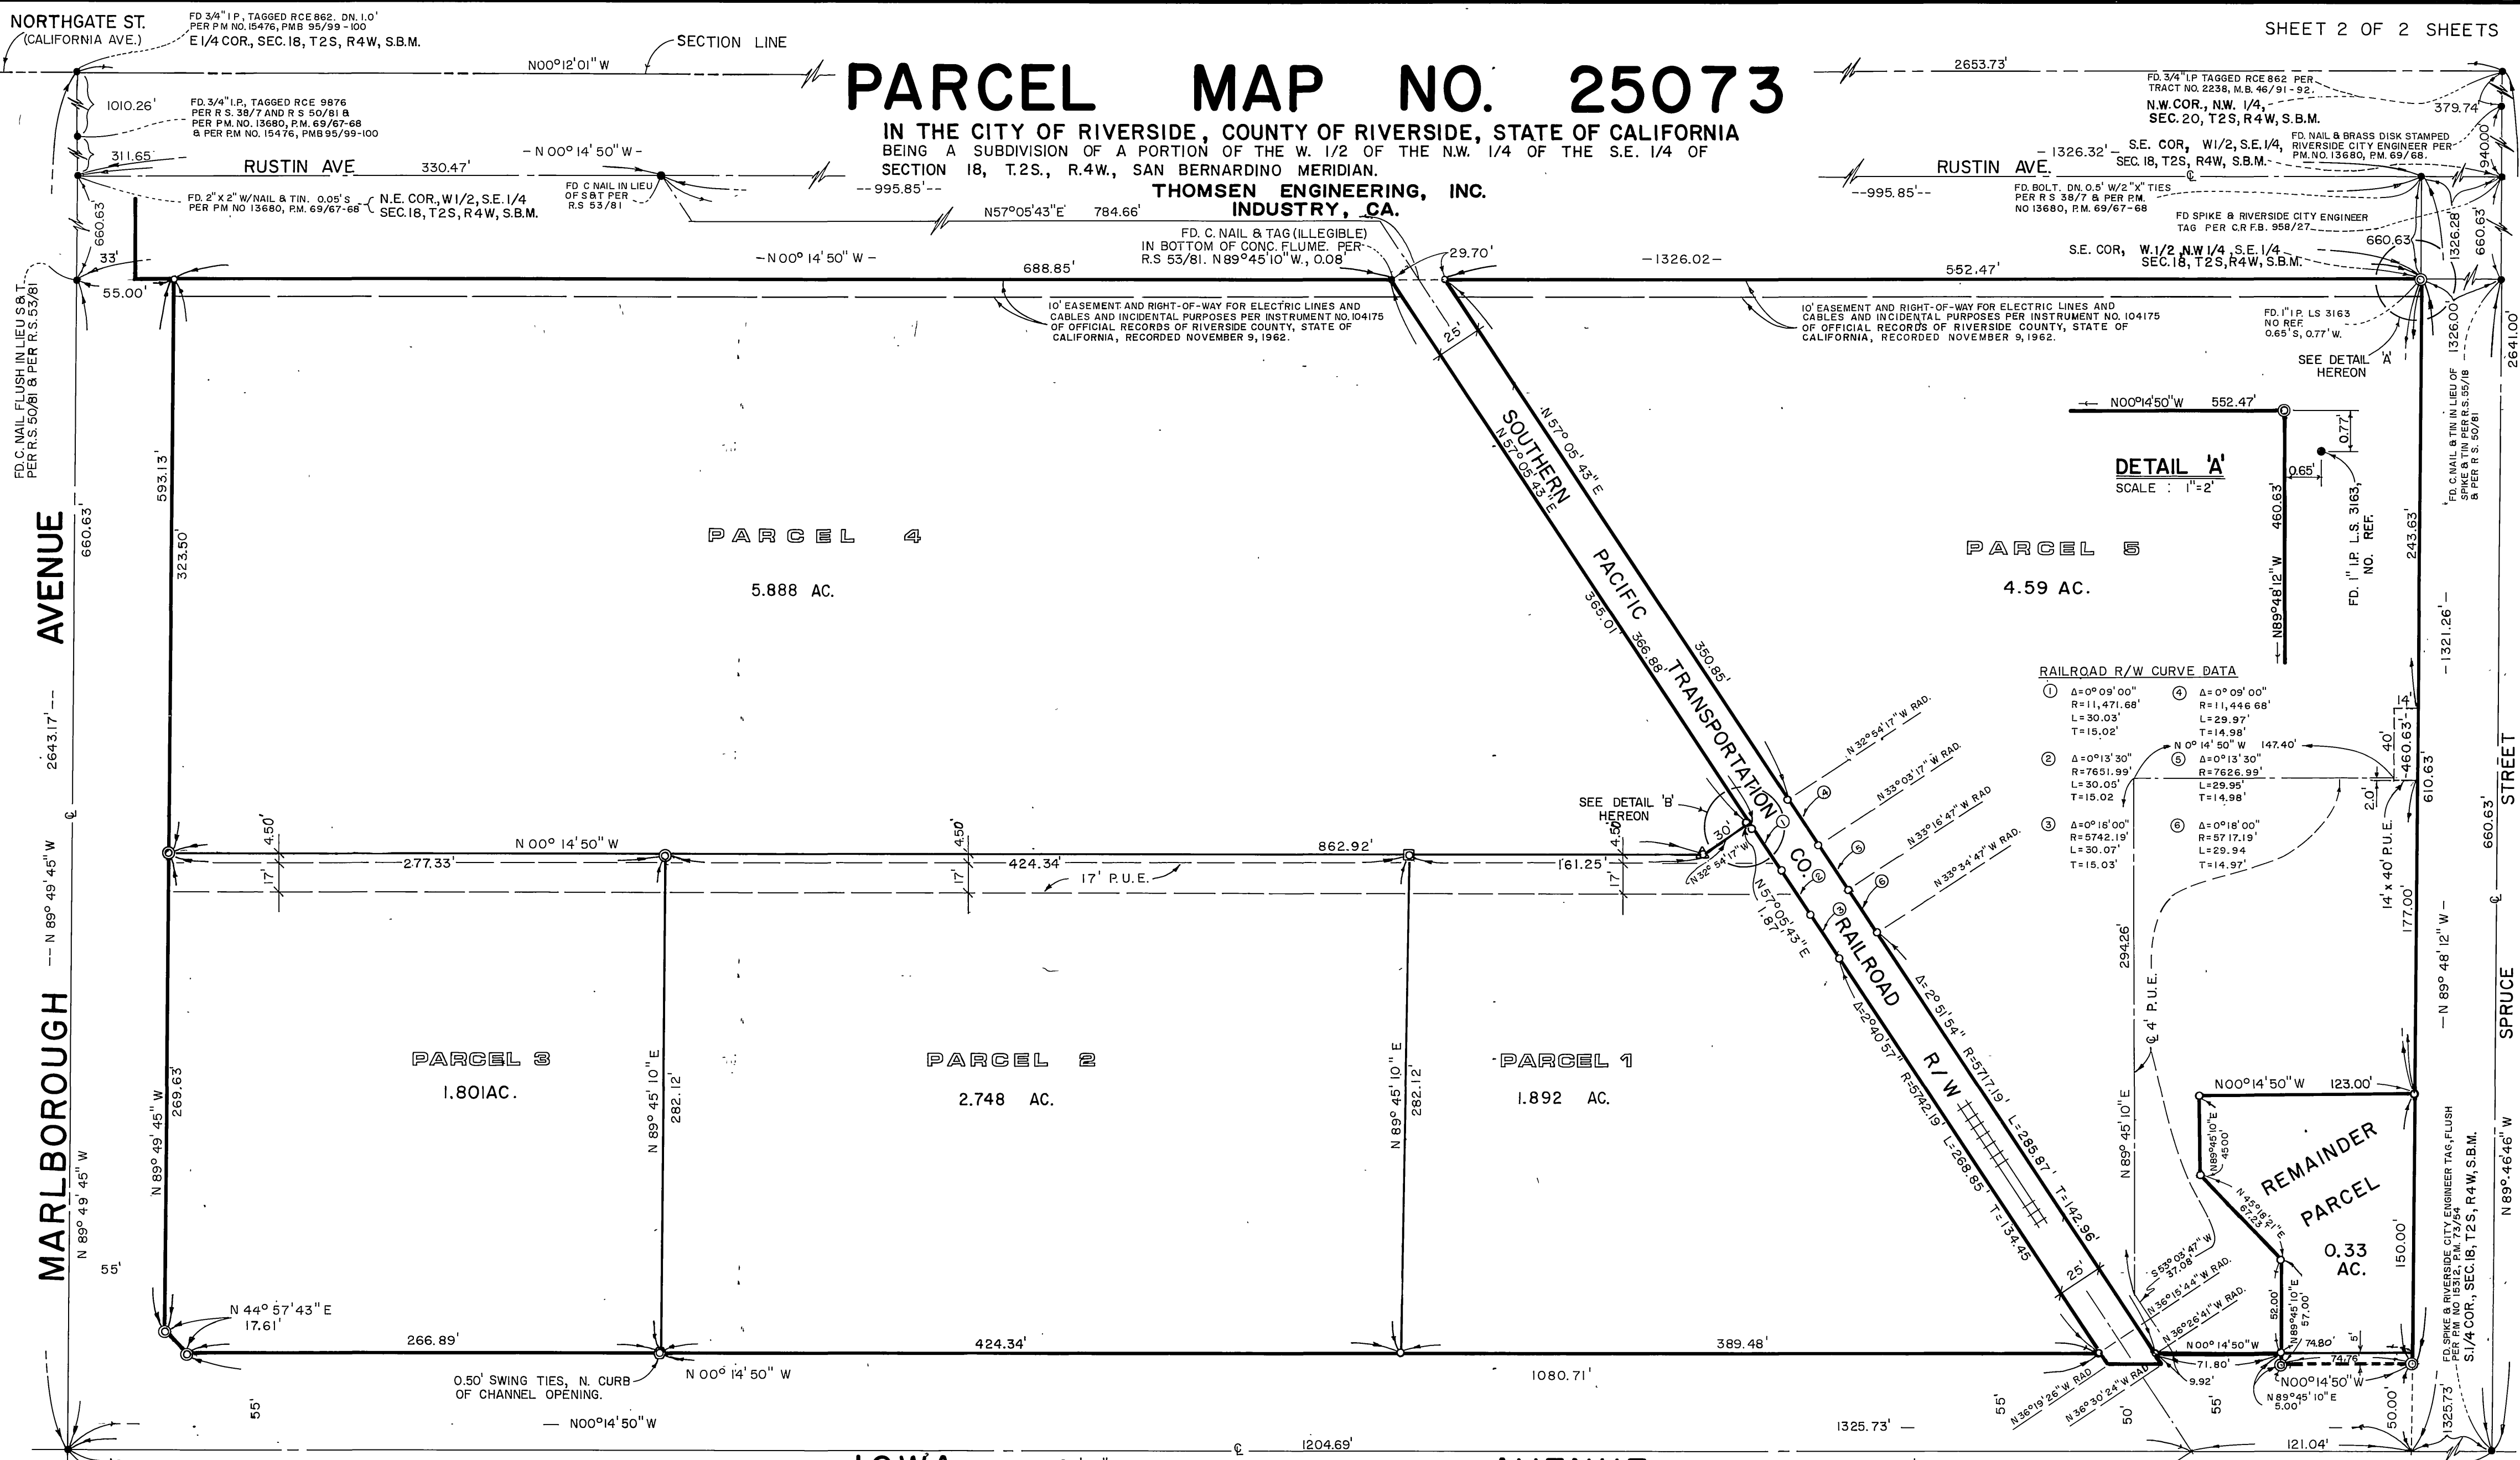 SHEET 2 OF 2 SHEETS
NORTHGATE ST.
(CALIFORNIA AVE.)
FD 3/4" I P, TAGGED RCE 862. DN. 1.0'
PER PM NO. 15476, PMB 95/99-100
E 1/4 COR., SEC. 18, T2S, R4W, S.B.M.
SECTION LINE
N00°12'01" W
2653.73'
PARCEL MAP NO. 25073
IN THE CITY OF RIVERSIDE, COUNTY OF RIVERSIDE, STATE OF CALIFORNIA
BEING A SUBDIVISION OF A PORTION OF THE W. 1/2 OF THE N.W. 1/4 OF THE S.E. 1/4 OF
SECTION 18, T.2S., R.4W., SAN BERNARDINO MERIDIAN.
THOMSEN ENGINEERING, INC.
INDUSTRY, CA.
1010.26'
FD. 3/4" I.P., TAGGED RCE 9876
PER R S. 38/7 AND R S 50/81 &
PER PM. NO. 13680, P.M. 69/67-68
& PER P.M NO. 15476, PMB 95/99-100
311.65'
RUSTIN AVE
330.47'
- N 00° 14' 50" W -
--995.85'--
FD. 2" x 2" W/NAIL & TIN. 0.05' S
PER PM NO 13680, P.M. 69/67-68
N.E. COR., W 1/2, S.E. 1/4
SEC. 18, T2S, R4W, S.B.M.
FD C NAIL IN LIEU
OF S&T PER
R.S 53/81
N57°05'43"E 784.66'
FD. C. NAIL & TAG (ILLEGIBLE)
IN BOTTOM OF CONC. FLUME. PER
R.S 53/81. N 89°45'10"W., 0.08'
FD. 3/4" I.P TAGGED RCE 862 PER
TRACT NO. 2238, M.B. 46/91-92.
N.W. COR., N.W. 1/4,
SEC. 20, T2S, R4W, S.B.M.
379.74'
940.00'
- 1326.32'-
S.E. COR, W 1/2, S.E. 1/4,
SEC. 18, T2S, R4W, S.B.M.
FD. NAIL & BRASS DISK STAMPED
RIVERSIDE CITY ENGINEER PER
PM. NO. 13680, P.M. 69/68.
RUSTIN AVE.
--995.85'--
FD. BOLT. DN. 0.5' W/2 "X" TIES
PER R S 38/7 & PER P.M.
NO 13680, P.M. 69/67-68
FD SPIKE & RIVERSIDE CITY ENGINEER
TAG PER C.R F.B. 958/27
S.E. COR, W. 1/2, N.W 1/4, S.E. 1/4
SEC. 18, T2S, R4W, S.B.M.
660.63'
1326.28'
660.63'
660.63
33'
55.00'
- N 00° 14' 50" W -
688.85'
29.70'
-1326.02-
552.47'
FD. C. NAIL FLUSH IN LIEU S & T.
PER R.S. 50/81 & PER R.S. 53/81
10' EASEMENT AND RIGHT-OF-WAY FOR ELECTRIC LINES AND
CABLES AND INCIDENTAL PURPOSES PER INSTRUMENT NO. 104175
OF OFFICIAL RECORDS OF RIVERSIDE COUNTY, STATE OF
CALIFORNIA, RECORDED NOVEMBER 9, 1962.
10' EASEMENT AND RIGHT-OF-WAY FOR ELECTRIC LINES AND
CABLES AND INCIDENTAL PURPOSES PER INSTRUMENT NO. 104175
OF OFFICIAL RECORDS OF RIVERSIDE COUNTY, STATE OF
CALIFORNIA, RECORDED NOVEMBER 9, 1962.
FD. 1" I.P. LS 3163
NO REF.
0.65' S, 0.77' W.
SEE DETAIL 'A'
HEREON
1326.00'
2641.00'
FD. C. NAIL & TIN IN LIEU OF
SPIKE & TIN PER R.S. 55/18
& PER R S. 50/81
25'
N00°14'50"W 552.47'
0.77'
0.65'
DETAIL 'A'
SCALE : 1"=2'
N89°48'12"W 460.63'
FD. 1" I.P. L.S. 3163,
NO. REF.
AVENUE
660.63'
593.13'
323.50'
PARCEL 4
5.888 AC.
SOUTHERN PACIFIC TRANSPORTATION CO. RAILROAD R/W
N 57° 05' 43" E
N 57° 05' 43" E
365.01'
366.88'
350.85'
PARCEL 5
4.59 AC.
243.63'
-1321.26'-
RAILROAD R/W CURVE DATA
1 Δ=0° 09' 00"
R=11,471.68'
L=30.03'
T=15.02'
4 Δ=0° 09' 00"
R=11,446 68'
L=29.97'
T=14.98'
2 Δ=0°13'30"
R=7651.99'
L=30.05'
T=15.02
5 Δ=0°13'30"
R=7626.99'
L=29.95'
T=14.98'
3 Δ=0°18'00"
R=5742.19'
L=30.07'
T=15.03'
6 Δ=0°18'00"
R=5717.19'
L=29.94
T=14.97'
N 0° 14' 50" W 147.40'
14'
40'
2.0'
-460.63'-
610.63'
14' x 40' P.U.E.
177.00'
STREET
660.63'
2643.17'--
-- N 89° 49' 45" W
N 32° 54' 17" W RAD.
N 33° 03' 17" W RAD.
N 33° 16' 47" W RAD
N 33° 34' 47" W RAD.
SEE DETAIL 'B'
HEREON
30'
N 32° 54' 17" W
N 57° 05' 43" E
1.87'
4.50'
17'
277.33'
N 00° 14' 50" W
4.50'
17'
424.34'
17' P.U.E.
862.92'
161.25'
4.50'
17'
294.26'
℄ 4' P.U.E.
N 89° 45' 10" E
- N 89° 48' 12" W -
SPRUCE
N 89°46'46" W
MARLBOROUGH
N 89° 49' 45" W
N 89° 49' 45" W
269.63'
PARCEL 3
1.801 AC.
N 89° 45' 10" E
282.12'
PARCEL 2
2.748 AC.
N 89° 45' 10" E
282.12'
PARCEL 1
1.892 AC.
Δ=2° 40' 57" R=5742.19' L=268.85' T=134.45
Δ=2° 51' 54" R=5717.19' L=285.87' T=142.96'
N00°14'50"W 123.00'
N89°45'10"E
45.00'
N 45°18'21"E
67.23'
REMAINDER
PARCEL
0.33
AC.
150.00'
FD. SPIKE & RIVERSIDE CITY ENGINEER TAG, FLUSH
PER P.M NO 15312, P.M. 73/54
S. 1/4 COR., SEC. 18, T2S, R4W, S.B.M.
S 53° 03' 47" W
37.08'
N 36° 15' 44" W RAD.
N 36° 26' 41" W RAD.
25'
52.00'
N89°45'10"E
57.00'
55'
N 44° 57' 43" E
17.61'
266.89'
424.34'
389.48'
N00°14'50"W
74.80'
5'
71.80'
74.76'
9.92'
N00°14'50"W
N 89°45'10"E
5.00'
0.50' SWING TIES, N. CURB
OF CHANNEL OPENING.
N 00° 14' 50" W
1080.71'
N 36°19'26"W RAD
N 36°30'24"W RAD
55'
55'
50'
55'
50.00'
1325.73'
— N00°14'50"W
1325.73' —
℄ 1204.69'
121.04'
IOWA AVENUE